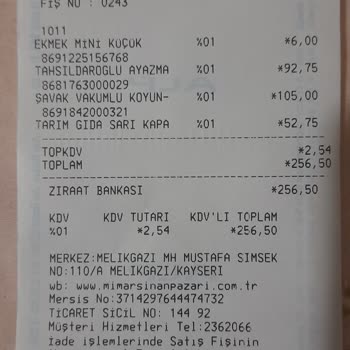 FİŞ NO : 0243
1011
EKMEK MİNİ KÜÇÜK %01 *6,00
8691225156768
TAHSILDAROGLU AYAZMA %01 *92,75
8681763000029
ŞAVAK VAKUMLU KOYUN- %01 *105,00
8691842000321
TARIM GIDA SARI KAPA %01 *52,75
TOPKDV *2,54
TOPLAM *256,50
ZİRAAT BANKASI *256,50
KDV KDV TUTARI KDV'Lİ TOPLAM
%01 *2,54 *256,50
MERKEZ:MELIKGAZI MH MUSTAFA SIMSEK
NO:110/A MELIKGAZI/KAYSERI
wb: www.mimarsinanpazari.com.tr
Mersis No:3714297644474732
TİCARET SİCİL NO: 144 92
Müşteri Hizmetleri Tel:2362066
İade işlemlerinde Satış Fişinin